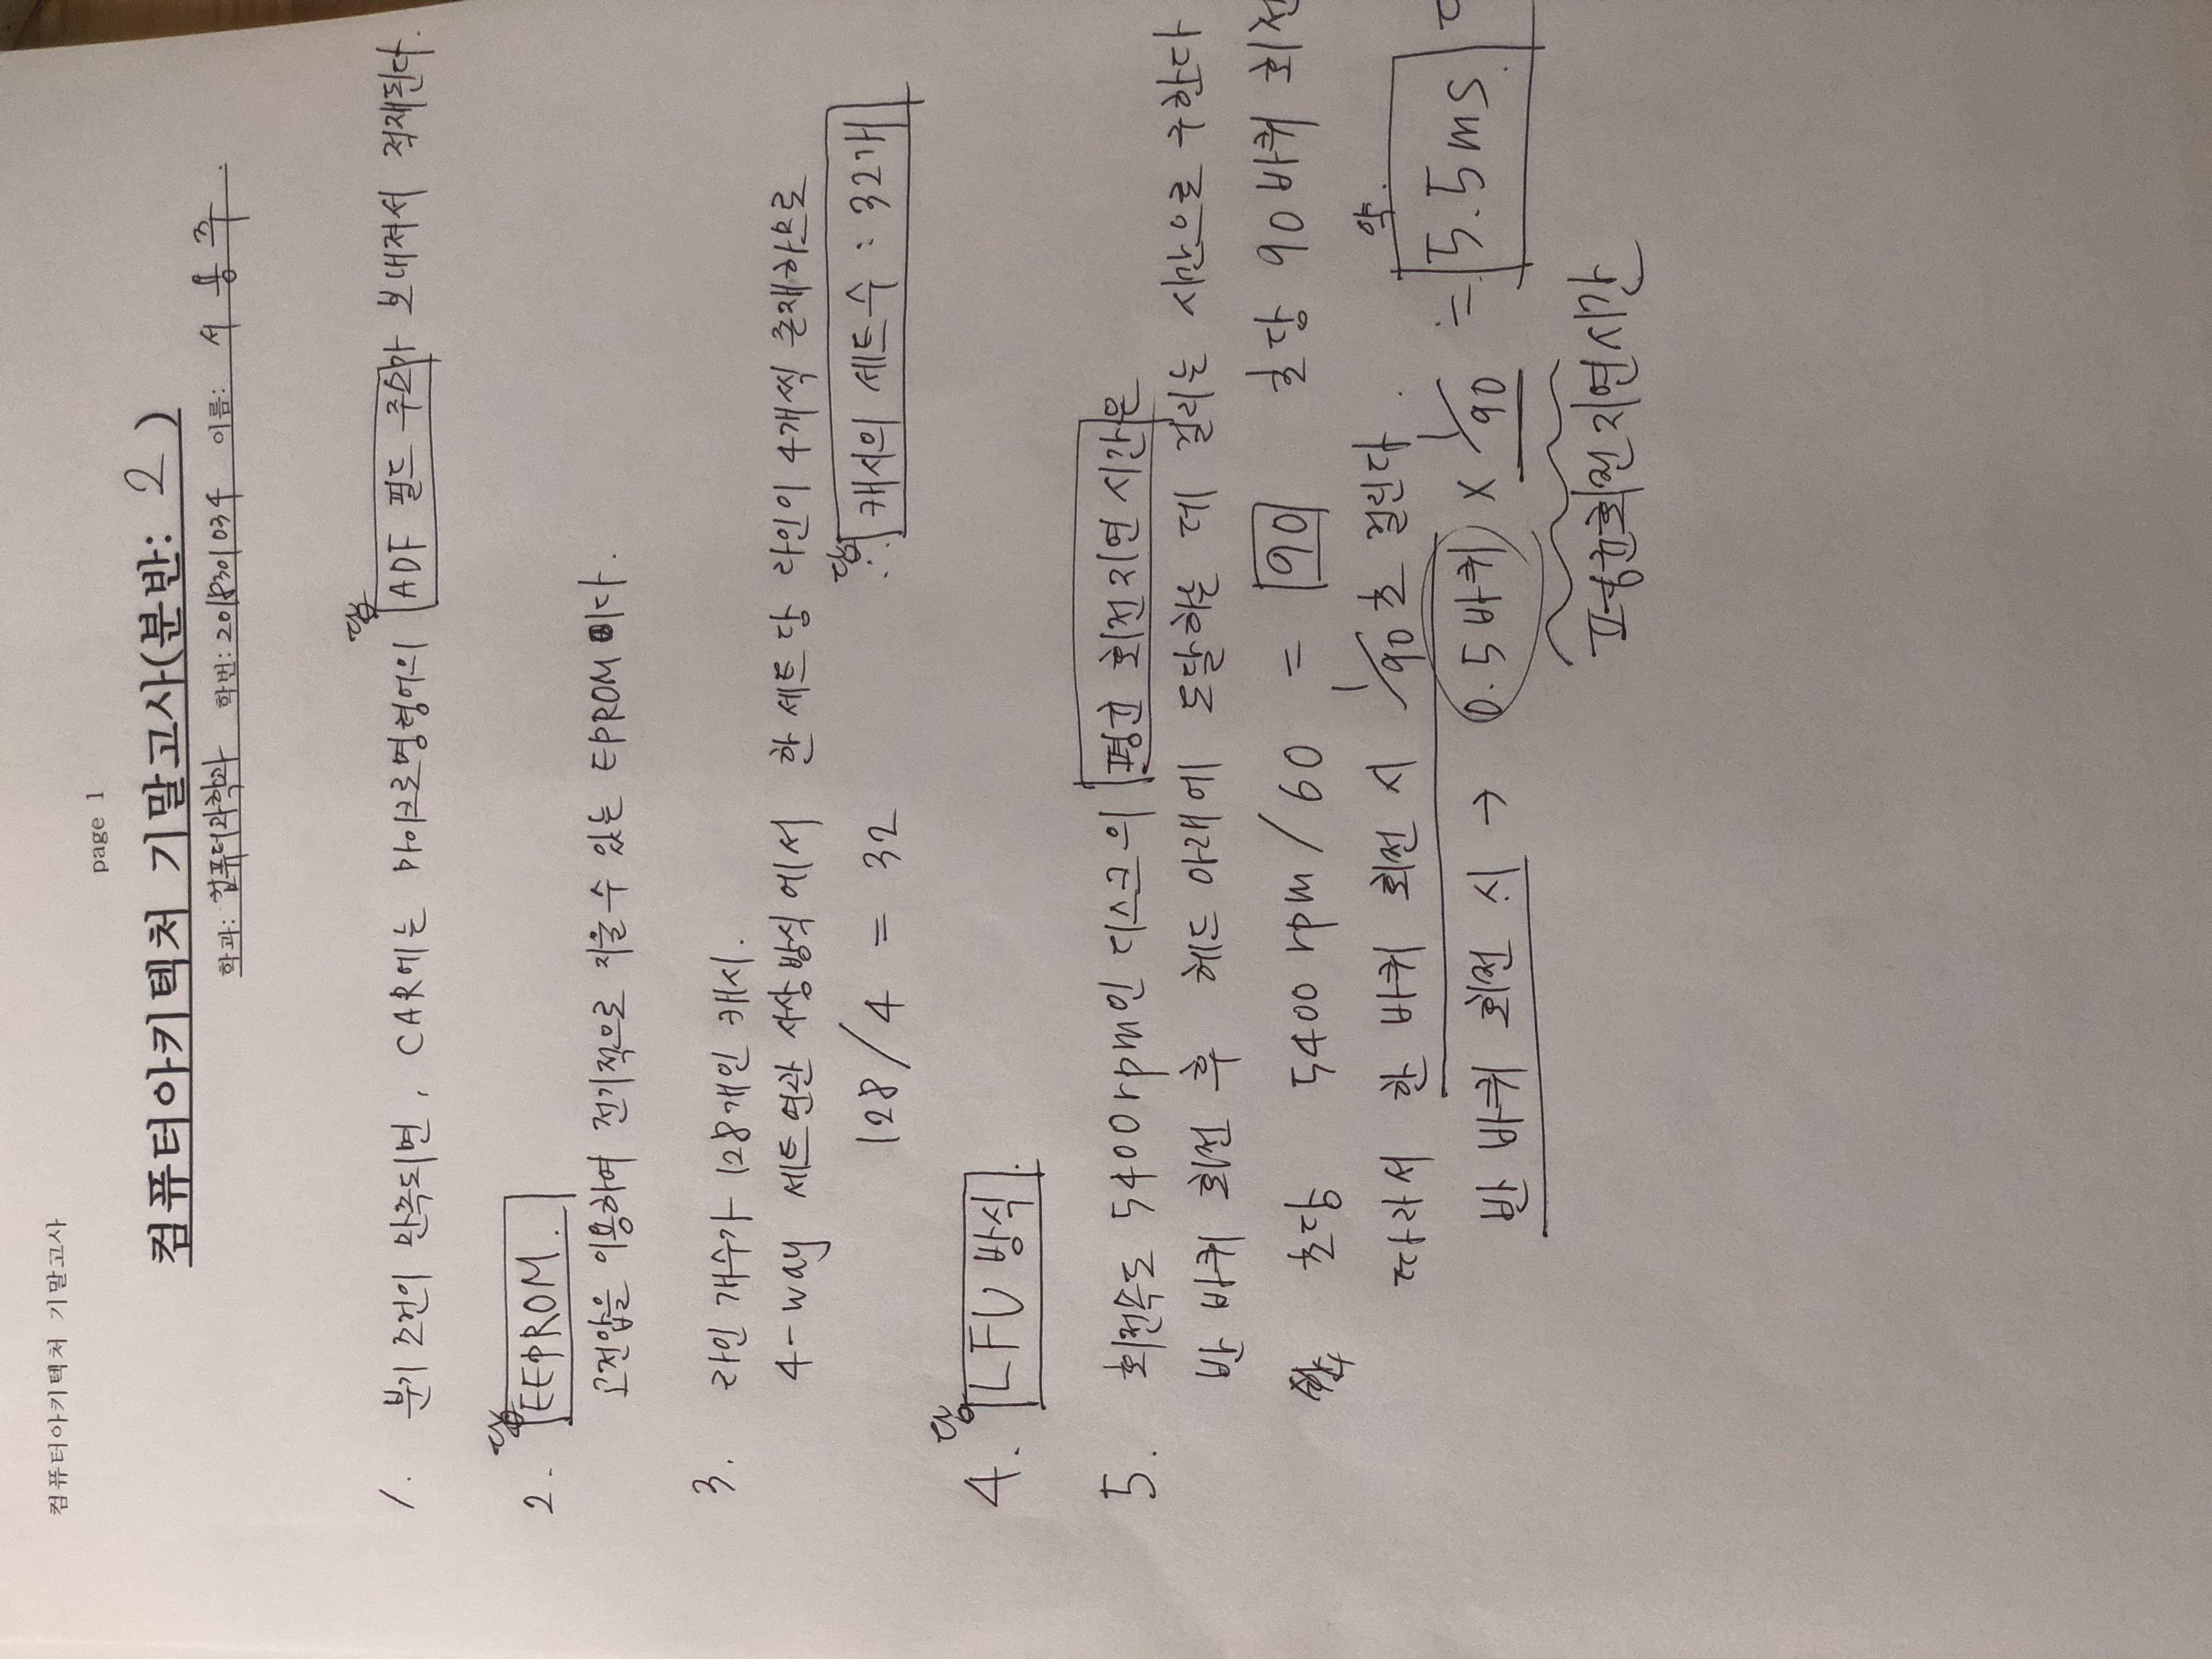 컴퓨터아키텍처 기말고사
page 1
컴퓨터아키텍처 기말고사(분반: 2 )
학과: 컴퓨터과학과 학번: 2018301034 이름: 서용주.
답
1. 분기 조건이 만족되면, CAR에는 마이크로명령어의 ADF 필드 주소가 보내져서 적재된다.
답
2. EEPROM.
고전압을 이용하여 전기적으로 지울 수 있는 EPROM 이다.
3. 라인 개수가 128개인 캐시.
4-way 세트 연관 사상 방식에서 한 세트 당 라인이 4개씩 존재하므로
답
128/4 = 32 ∴ 캐시의 세트 수 : 32개
답
4. LFU 방식.
5. 회전속도 5400rpm인 디스크의 평균 회전지연 시간은
반 바퀴 회전 후 헤드 아래에 도달하는 데 걸리는 시간으로 구한다
초당 5400 rpm/60 = 90 초당 90바퀴 회전
따라서 한 바퀴 회전 시 1/90초 걸린다.
약.
반 바퀴 회전 시 → 0.5바퀴 × 1/90 ≒ 5.5ms.
평균회전지연시간